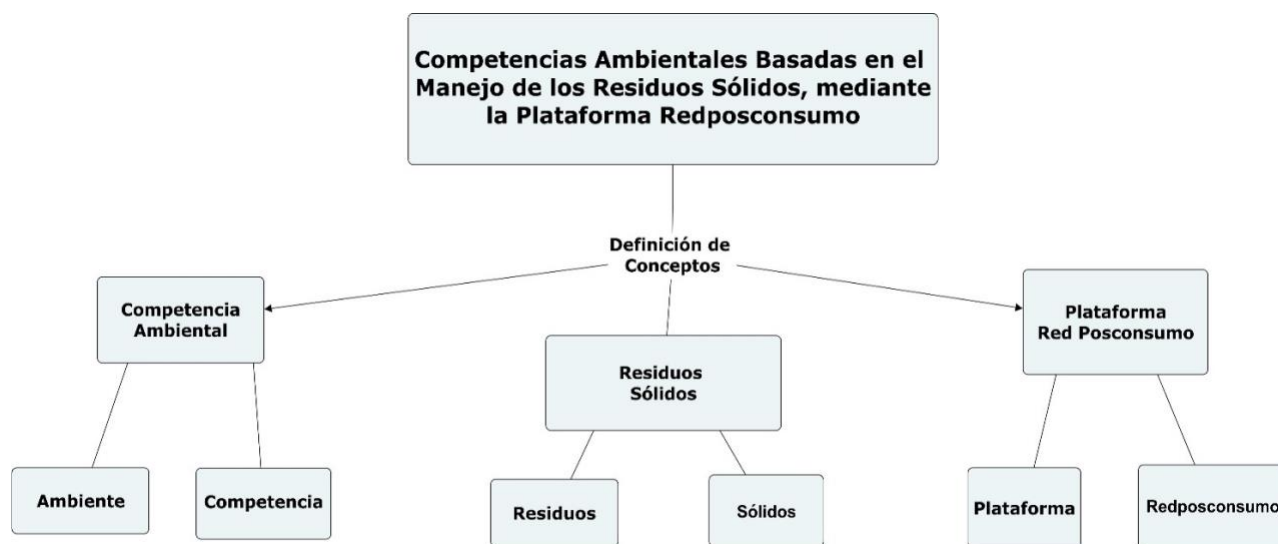 Competencias Ambientales Basadas en el
Manejo de los Residuos Sólidos, mediante
la Plataforma Redposconsumo
Definición de
Conceptos
Competencia
Ambiental
Residuos
Sólidos
Plataforma
Red Posconsumo
Ambiente
Competencia
Residuos
Sólidos
Plataforma
Redposconsumo